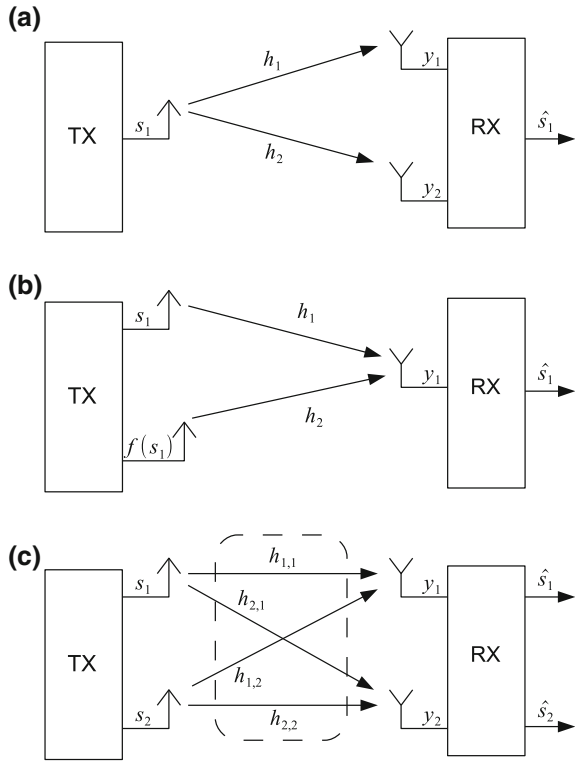 (a)
TX
s₁
h₁
h₂
y₁
y₂
RX
ŝ₁
(b)
TX
s₁
f(s₁)
h₁
h₂
y₁
RX
ŝ₁
(c)
TX
s₁
s₂
h₁,₁
h₂,₁
h₁,₂
h₂,₂
y₁
y₂
RX
ŝ₁
ŝ₂